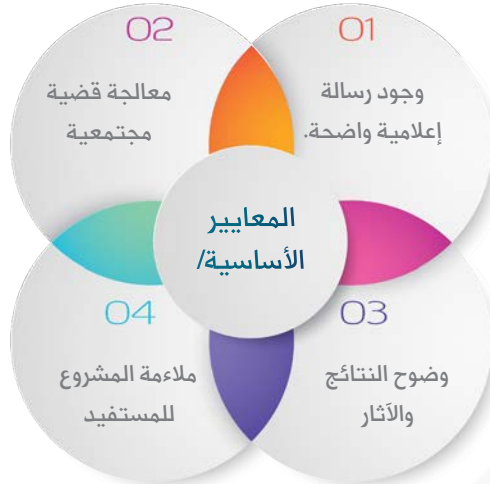 01
وجود رسالة
إعلامية واضحة.
02
معالجة قضية
مجتمعية
المعايير
الأساسية/
03
وضوح النتائج
والآثار
04
ملاءمة المشروع
للمستفيد